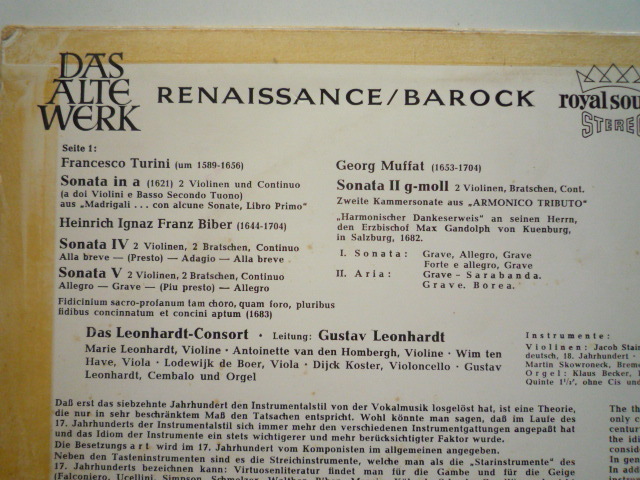 DAS
ALTE
WERK
RENAISSANCE/BAROCK
royal sou
STEREO
Seite 1:
Francesco Turini (um 1589-1656)
Sonata in a (1621) 2 Violinen und Continuo
(a doi Violini e Basso Secondo Tuono)
aus „Madrigali . . . con alcune Sonate, Libro Primo“
Heinrich Ignaz Franz Biber (1644-1704)
Sonata IV 2 Violinen, 2 Bratschen, Continuo
Alla breve — (Presto) — Adagio — Alla breve
Sonata V 2 Violinen, 2 Bratschen, Continuo
Allegro — Grave — (Piu presto) — Allegro
Fidicinium sacro-profanum tam choro, quam foro, pluribus
fidibus concinnatum et concini aptum (1683)
Georg Muffat (1653-1704)
Sonata II g-moll 2 Violinen, Bratschen, Cont.
Zweite Kammersonate aus „ARMONICO TRIBUTO“
„Harmonischer Dankeserweis“ an seinen Herrn,
den Erzbischof Max Gandolph von Kuenburg,
in Salzburg, 1682.
I. Sonata: Grave, Allegro, Grave
Forte e allegro, Grave
II. Aria: Grave - Sarabanda.
Grave. Borea.
Das Leonhardt-Consort · Leitung: Gustav Leonhardt
Marie Leonhardt, Violine · Antoinette van den Hombergh, Violine · Wim ten
Have, Viola · Lodewijk de Boer, Viola · Dijck Koster, Violoncello · Gustav
Leonhardt, Cembalo und Orgel
Instrumente:
Violinen: Jacob Stain
deutsch, 18. Jahrhundert ·
Martin Skowroneck, Breme
Orgel: Klaus Becker, 
Quinte 1¹/₃', ohne Cis und
Daß erst das siebzehnte Jahrhundert den Instrumentalstil von der Vokalmusik losgelöst hat, ist eine Theorie,
die nur in sehr beschränktem Maß den Tatsachen entspricht. Wohl könnte man sagen, daß im Laufe des
17. Jahrhunderts der Instrumentalstil sich immer mehr den verschiedenen Instrumentgattungen angepaßt hat
und das Idiom der Instrumente ein stets wichtigerer und mehr berücksichtigter Faktor wurde.
Die Besetzungsart wird im 17. Jahrhundert vom Komponisten im allgemeinen angegeben.
Neben den Tasteninstrumenten sind es die Streichinstrumente, welche man als die „Starinstrumente“ des
17. Jahrhunderts bezeichnen kann: Virtuosenliteratur findet man für die Gambe und für die Geige
The th
only c
century
the idi
consid
In gen
In add